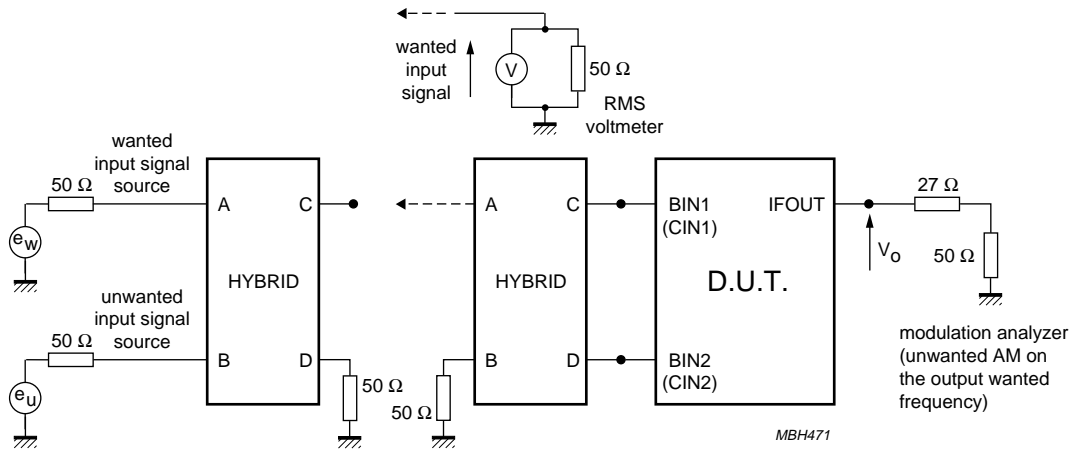 wanted
input
signal
V
50 Ω
RMS
voltmeter
wanted
input signal
source
50 Ω
e_w
A
C
HYBRID
unwanted
input signal
source
50 Ω
e_u
B
D
50 Ω
A
C
HYBRID
B
D
50 Ω
BIN1
(CIN1)
IFOUT
D.U.T.
BIN2
(CIN2)
V_o
27 Ω
50 Ω
modulation analyzer
(unwanted AM on
the output wanted
frequency)
MBH471